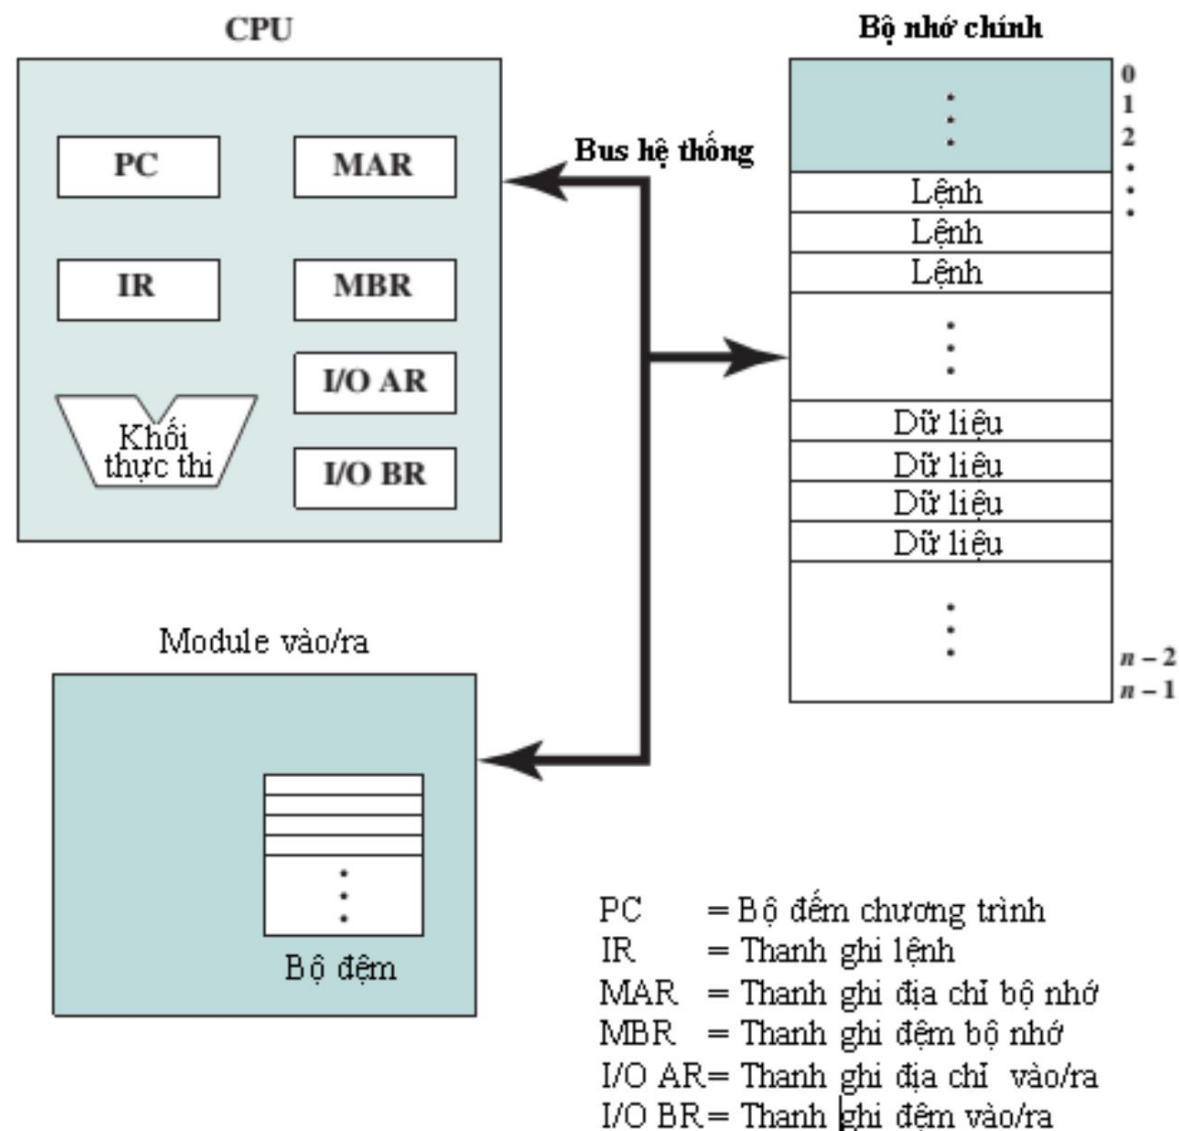 CPU
PC
MAR
IR
MBR
I/O AR
I/O BR
Khối
thực thi
Bus hệ thống
Bộ nhớ chính
0
1
2
Lệnh
Lệnh
Lệnh
Dữ liệu
Dữ liệu
Dữ liệu
Dữ liệu
n – 2
n – 1
Module vào/ra
Bộ đệm
PC = Bộ đếm chương trình
IR = Thanh ghi lệnh
MAR = Thanh ghi địa chỉ bộ nhớ
MBR = Thanh ghi đệm bộ nhớ
I/O AR= Thanh ghi địa chỉ vào/ra
I/O BR= Thanh ghi đệm vào/ra